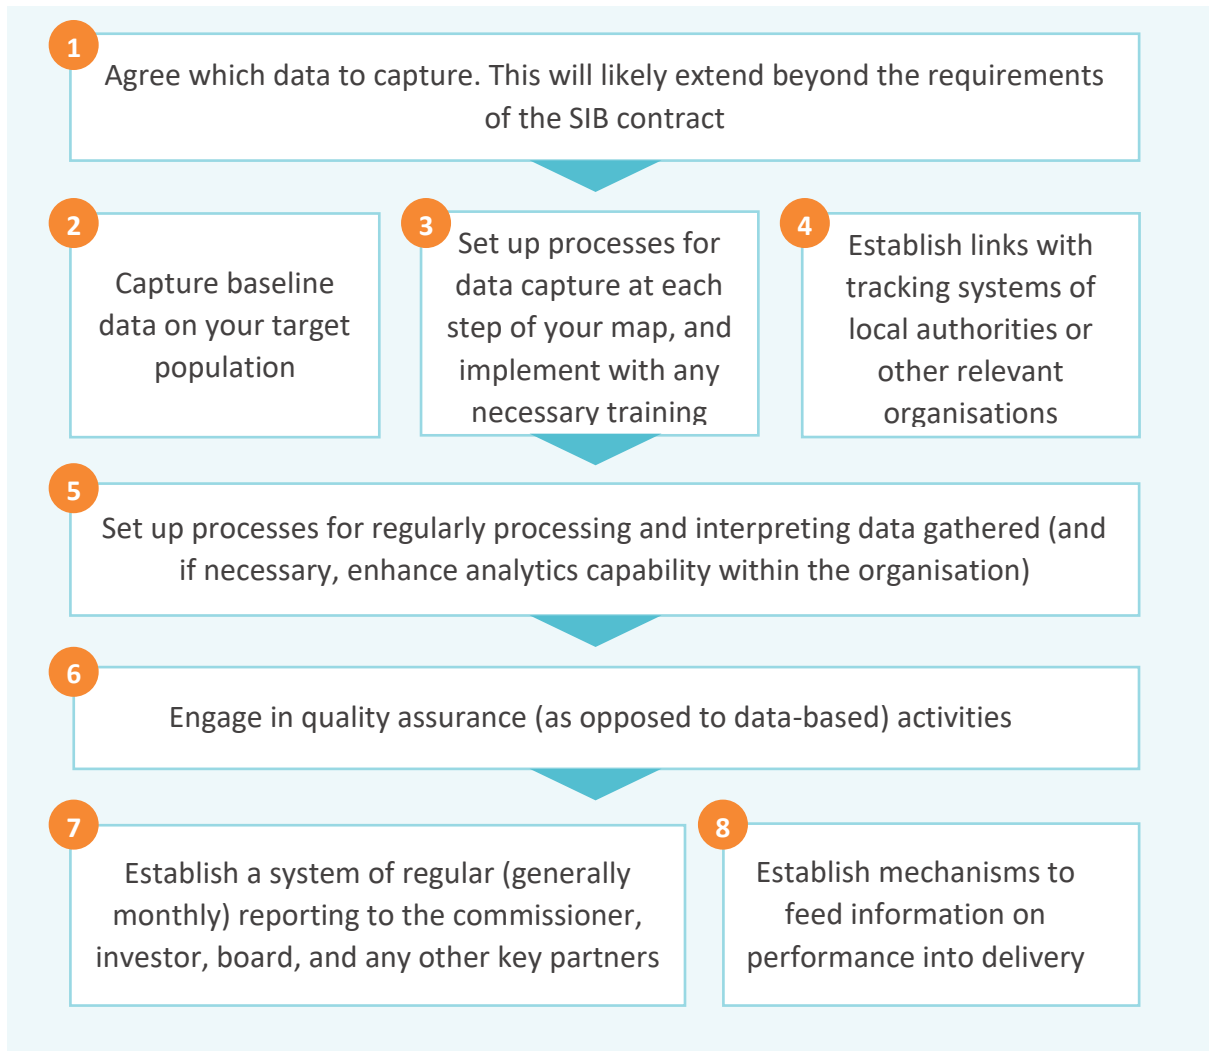 1
Agree which data to capture. This will likely extend beyond the requirements
of the SIB contract
2
Capture baseline
data on your target
population
3
Set up processes for
data capture at each
step of your map, and
implement with any
necessary training
4
Establish links with
tracking systems of
local authorities or
other relevant
organisations
5
Set up processes for regularly processing and interpreting data gathered (and
if necessary, enhance analytics capability within the organisation)
6
Engage in quality assurance (as opposed to data-based) activities
7
Establish a system of regular (generally
monthly) reporting to the commissioner,
investor, board, and any other key partners
8
Establish mechanisms to
feed information on
performance into delivery